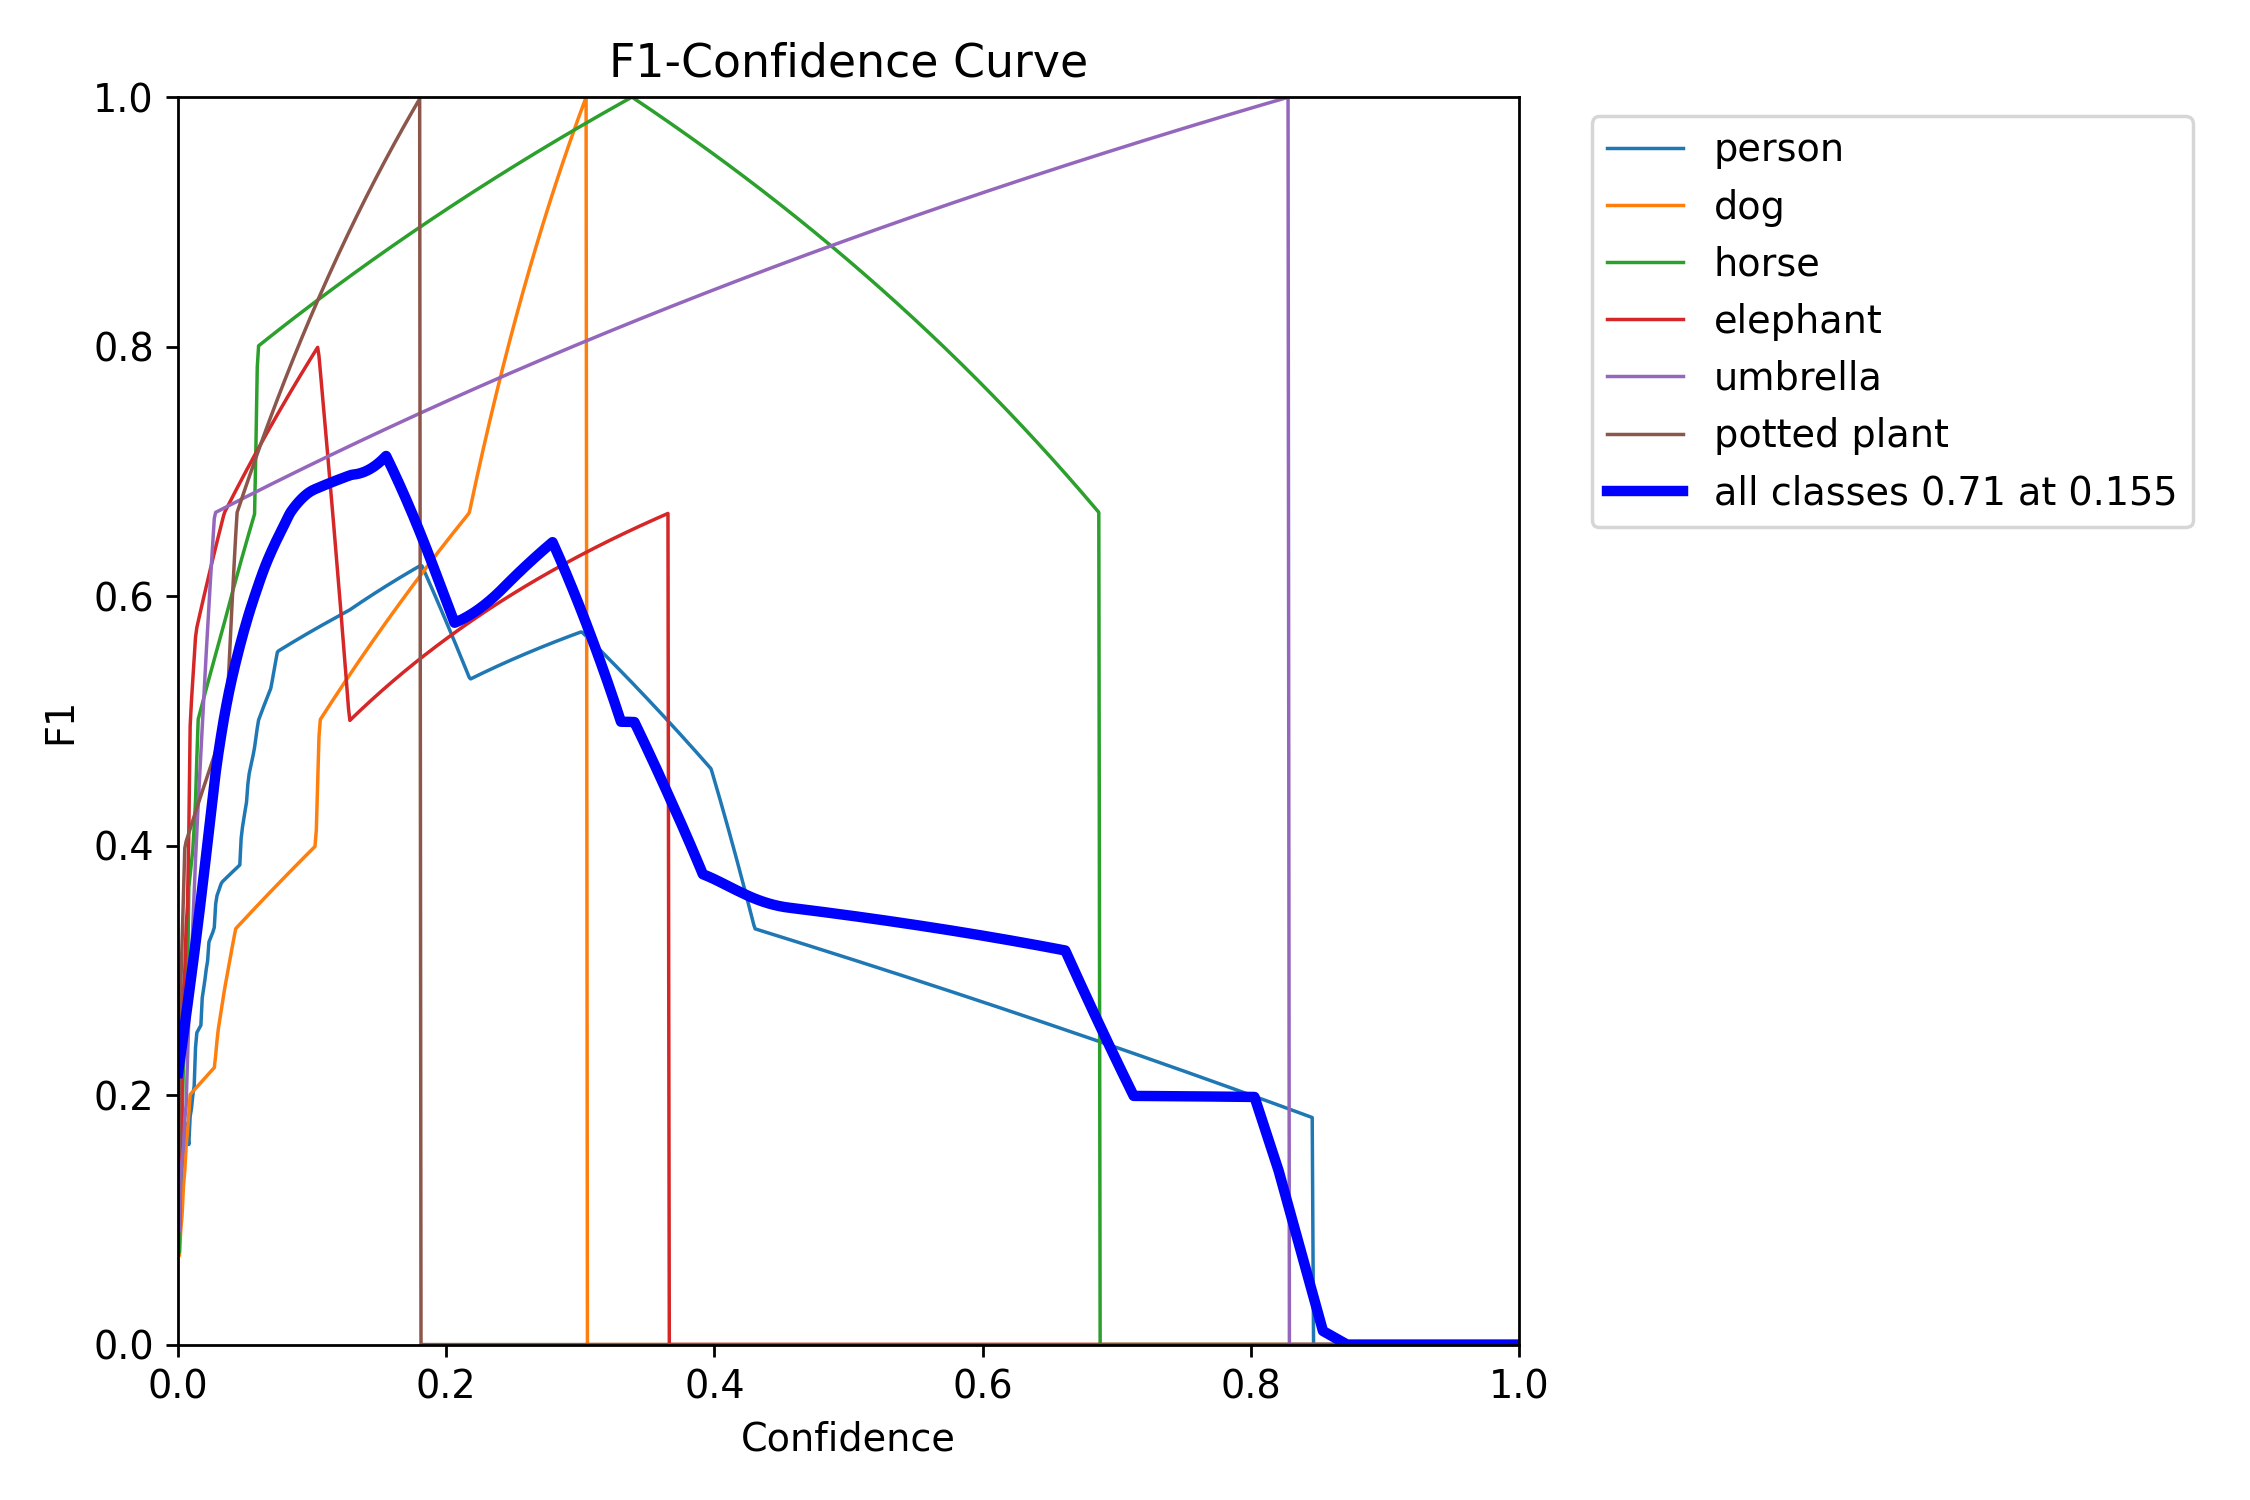 F1-Confidence Curve
1.0
0.8
0.6
0.4
0.2
0.0
F1
0.0 0.2 0.4 0.6 0.8 1.0
Confidence
person
dog
horse
elephant
umbrella
potted plant
all classes 0.71 at 0.155